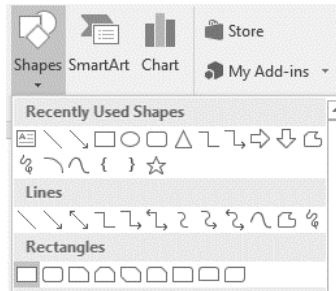 Store
Shapes SmartArt Chart
My Add-ins
Recently Used Shapes
Lines
Rectangles